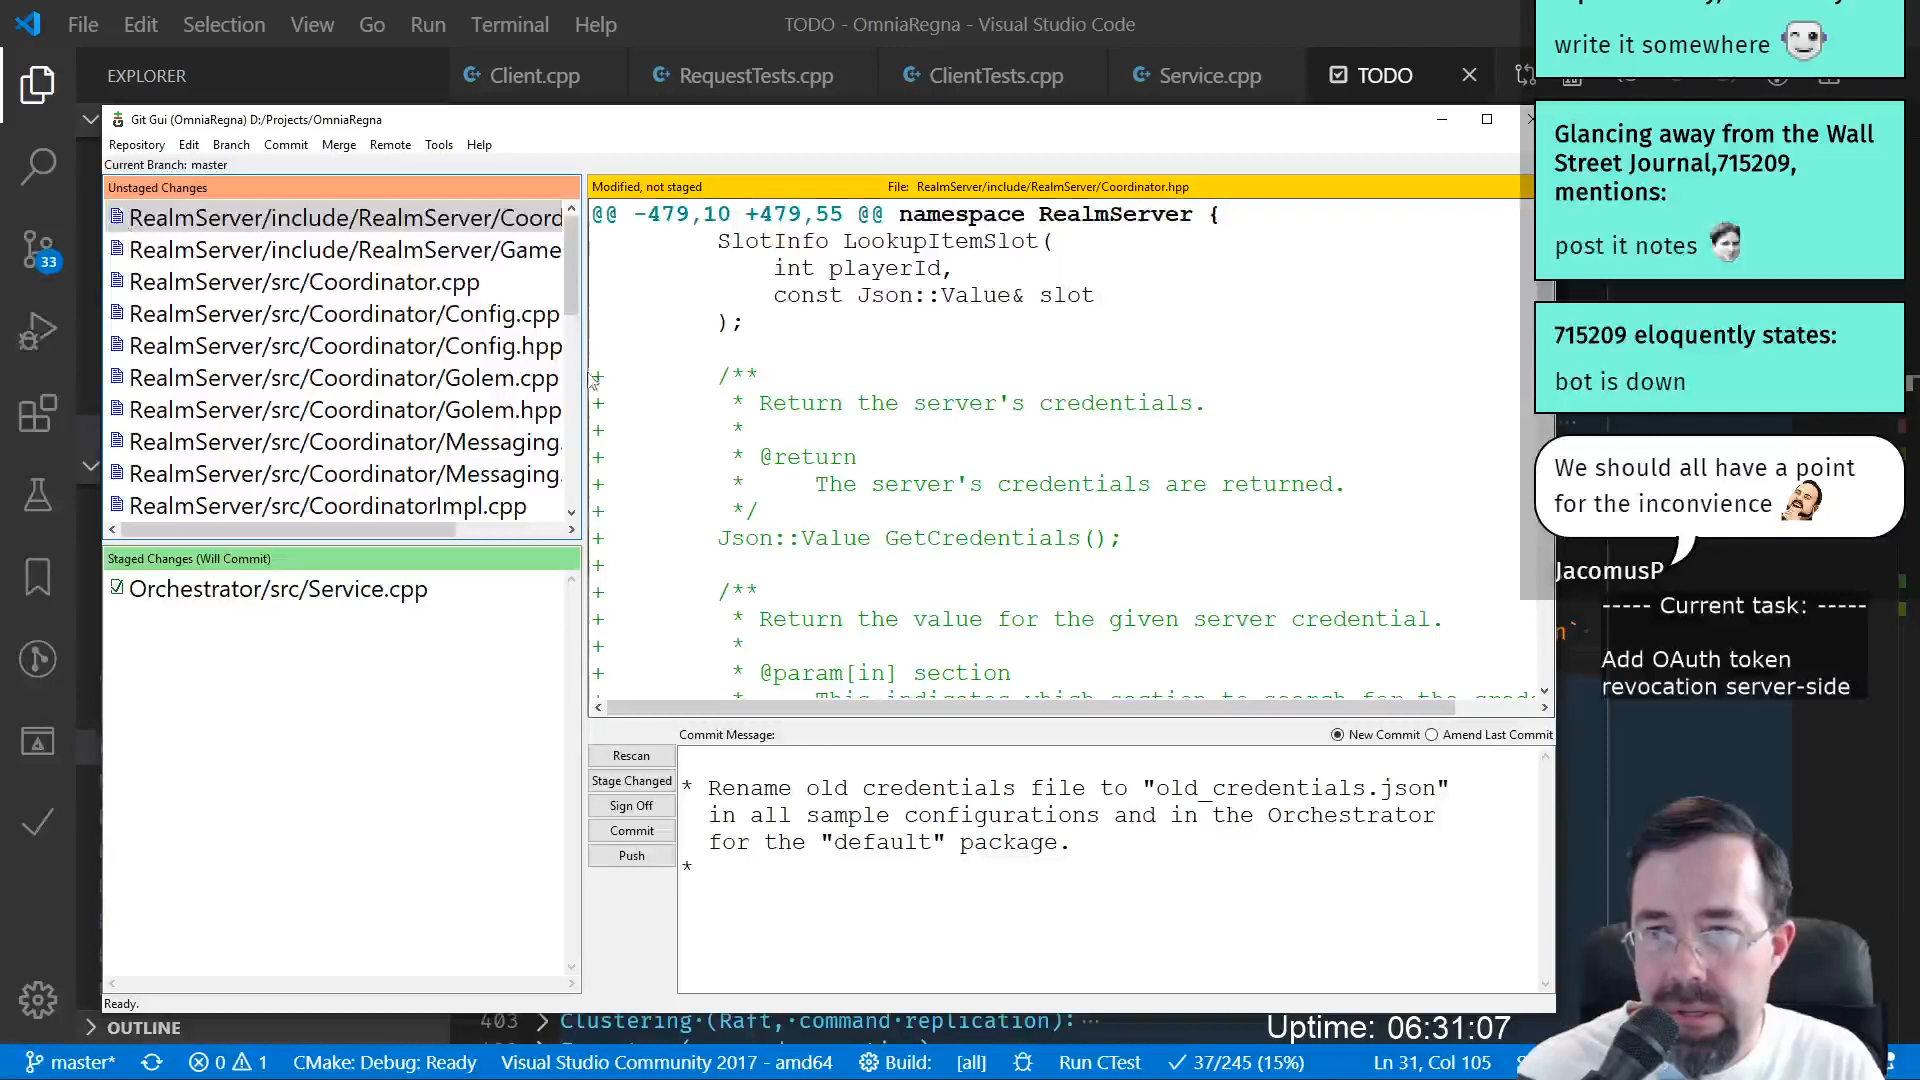 File Edit Selection View Go Run Terminal Help
TODO - OmniaRegna - Visual Studio Code
EXPLORER
Client.cpp
RequestTests.cpp
ClientTests.cpp
Service.cpp
TODO
Git Gui (OmniaRegna) D:/Projects/OmniaRegna
Repository Edit Branch Commit Merge Remote Tools Help
Current Branch: master
Unstaged Changes
RealmServer/include/RealmServer/Coord
RealmServer/include/RealmServer/Game
RealmServer/src/Coordinator.cpp
RealmServer/src/Coordinator/Config.cpp
RealmServer/src/Coordinator/Config.hpp
RealmServer/src/Coordinator/Golem.cpp
RealmServer/src/Coordinator/Golem.hpp
RealmServer/src/Coordinator/Messaging.
RealmServer/src/Coordinator/Messaging.
RealmServer/src/CoordinatorImpl.cpp
33
Staged Changes (Will Commit)
Orchestrator/src/Service.cpp
Ready.
Modified, not staged
File: RealmServer/include/RealmServer/Coordinator.hpp
@@ -479,10 +479,55 @@ namespace RealmServer {
SlotInfo LookupItemSlot(
int playerId,
const Json::Value& slot
);
+ /**
+ * Return the server's credentials.
+ *
+ * @return
+ * The server's credentials are returned.
+ */
+ Json::Value GetCredentials();
+
+ /**
+ * Return the value for the given server credential.
+ *
+ * @param[in] section
+ * This indicates which section to search for the cred
Commit Message:
New Commit
Amend Last Commit
Rescan
Stage Changed
Sign Off
Commit
Push
* Rename old credentials file to "old_credentials.json"
in all sample configurations and in the Orchestrator
for the "default" package.
*
write it somewhere
Glancing away from the Wall
Street Journal,715209,
mentions:
post it notes
715209 eloquently states:
bot is down
We should all have a point
for the inconvience
JacomusP
----- Current task: -----
Add OAuth token
revocation server-side
OUTLINE
403 Clustering (Raft, command replication):
Uptime: 06:31:07
master* 0 1 CMake: Debug: Ready Visual Studio Community 2017 - amd64 Build: [all] Run CTest 37/245 (15%) Ln 31, Col 105